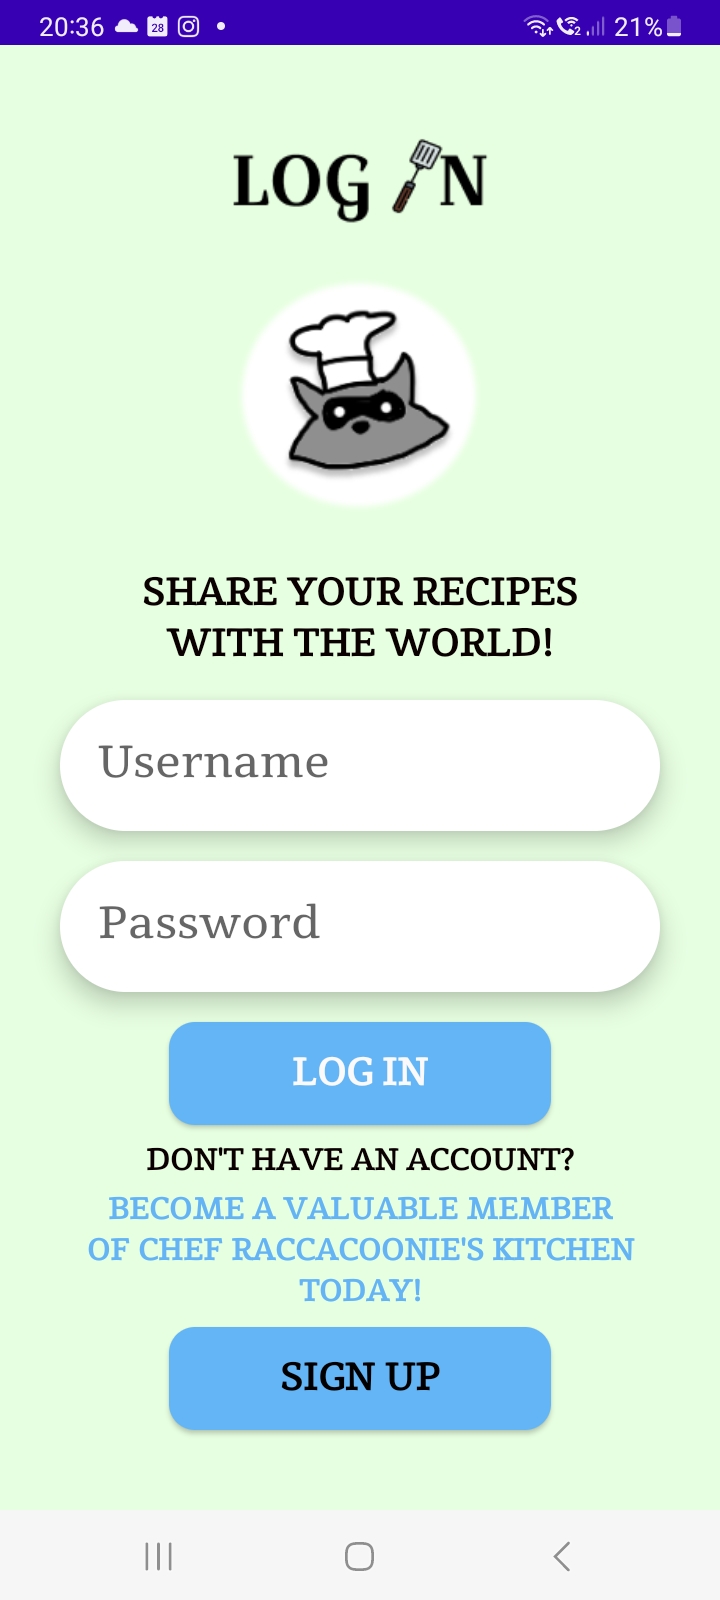 20:36 28 2 21%
LOG N
SHARE YOUR RECIPES
WITH THE WORLD!
Username
Password
LOG IN
DON'T HAVE AN ACCOUNT?
BECOME A VALUABLE MEMBER
OF CHEF RACCACOONIE'S KITCHEN
TODAY!
SIGN UP